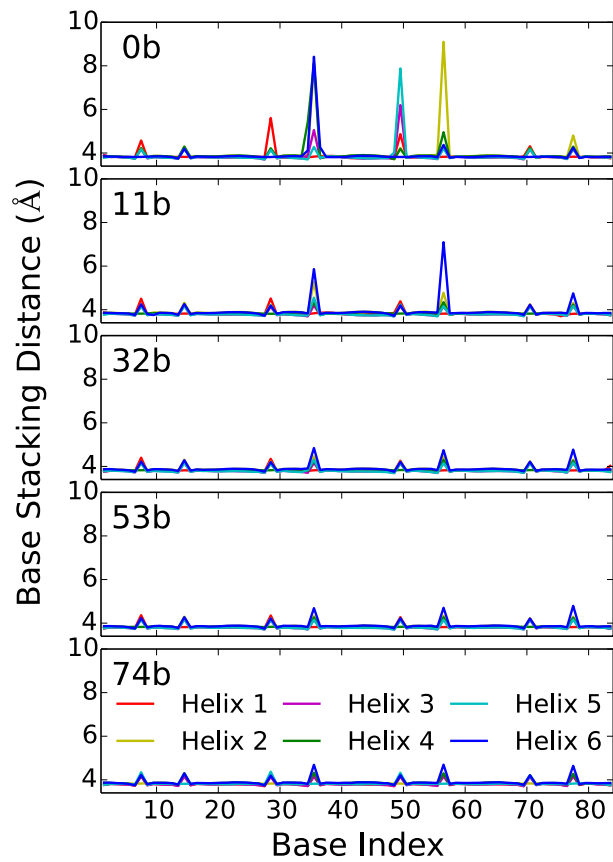 Base Stacking Distance (Å)
10
0b
8
6
4
10
11b
8
6
4
10
32b
8
6
4
10
53b
8
6
4
10
74b
8
Helix 1 Helix 3 Helix 5
6
Helix 2 Helix 4 Helix 6
4
10 20 30 40 50 60 70 80
Base Index